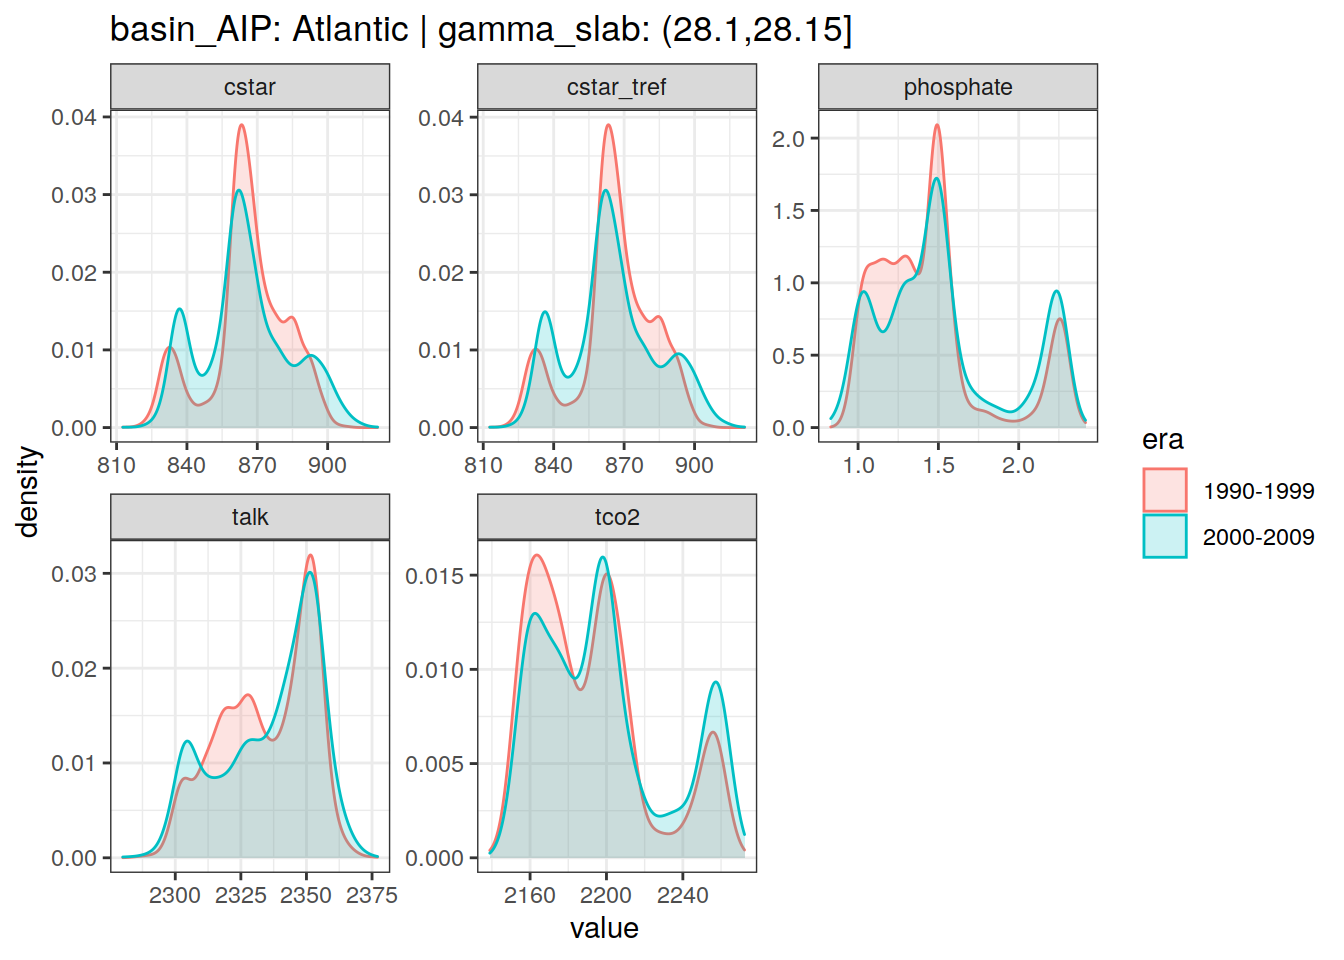 basin_AIP: Atlantic | gamma_slab: (28.1,28.15]
cstar
cstar_tref
phosphate
0.04
0.03
0.02
0.01
0.00
810 840 870 900
0.04
0.03
0.02
0.01
0.00
810 840 870 900
2.0
1.5
1.0
0.5
0.0
1.0 1.5 2.0
density
talk
tco2
0.03
0.02
0.01
0.00
2300 2325 2350 2375
0.015
0.010
0.005
0.000
2160 2200 2240
value
era
1990-1999
2000-2009